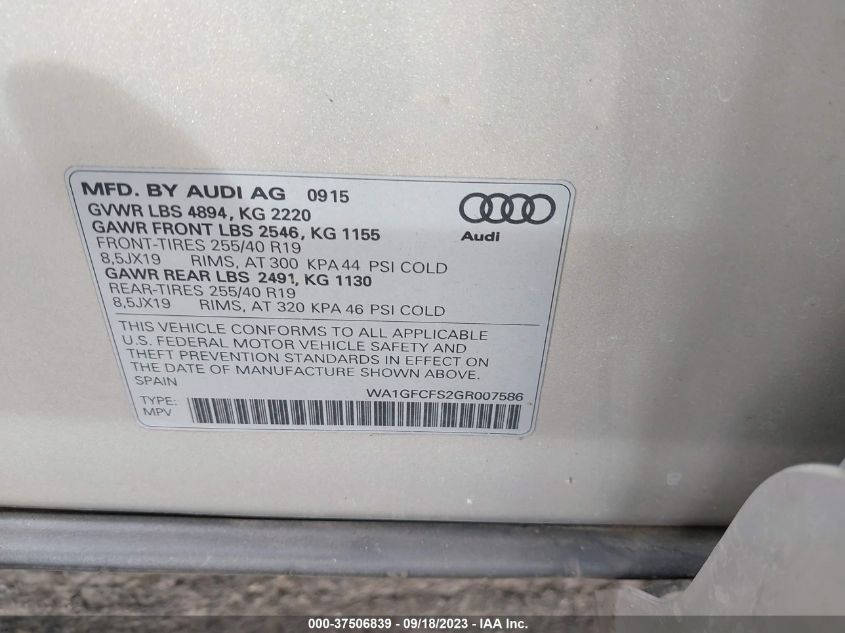 MFD. BY AUDI AG 0915
GVWR LBS 4894, KG 2220
GAWR FRONT LBS 2546, KG 1155
FRONT-TIRES 255/40 R19
8,5JX19 RIMS, AT 300 KPA 44 PSI COLD
GAWR REAR LBS 2491, KG 1130
REAR-TIRES 255/40 R19
8,5JX19 RIMS, AT 320 KPA 46 PSI COLD
Audi
THIS VEHICLE CONFORMS TO ALL APPLICABLE
U.S. FEDERAL MOTOR VEHICLE SAFETY AND
THEFT PREVENTION STANDARDS IN EFFECT ON
THE DATE OF MANUFACTURE SHOWN ABOVE.
SPAIN
WA1GFCFS2GR007586
TYPE:
MPV
000-37506839 - 09/18/2023 - IAA Inc.